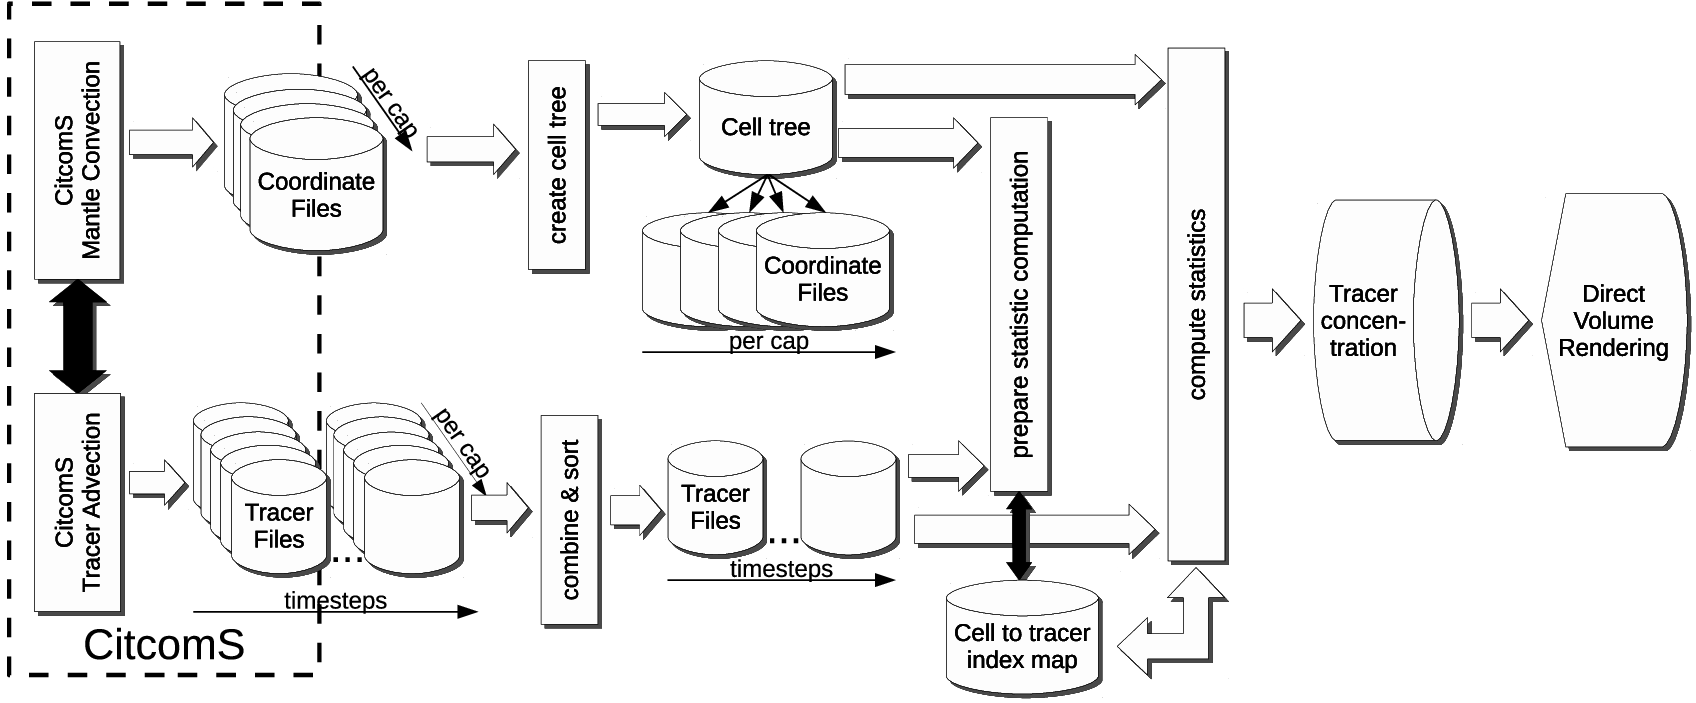 CitcomS
Mantle Convection
Coordinate
Files
per cap
create cell tree
Cell tree
Coordinate
Files
per cap
prepare statistic computation
compute statistics
Tracer
concen-
tration
Direct
Volume
Rendering
CitcomS
Tracer Advection
Tracer
Files
...
per cap
timesteps
combine & sort
Tracer
Files
...
timesteps
Cell to tracer
index map
CitcomS